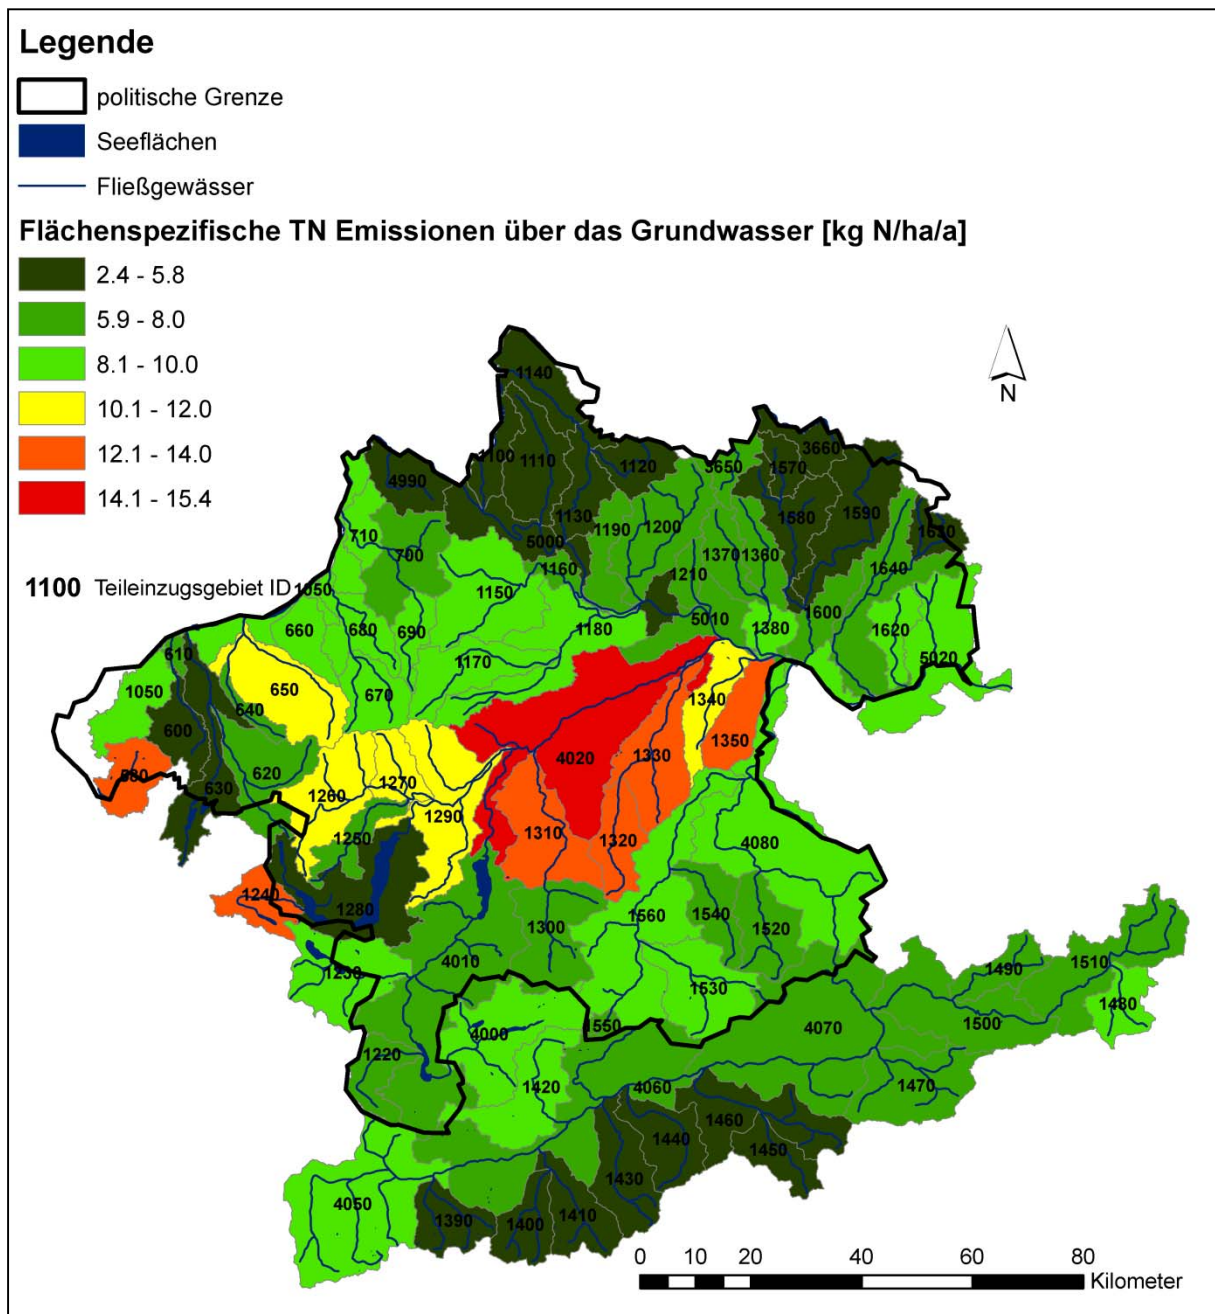 Legende
politische Grenze
Seeflächen
Fließgewässer
Flächenspezifische TN Emissionen über das Grundwasser [kg N/ha/a]
2.4 - 5.8
5.9 - 8.0
8.1 - 10.0
10.1 - 12.0
12.1 - 14.0
14.1 - 15.4
1100 Teileinzugsgebiet ID
N
1140
3660
1100 1110 1120 3650 1570
4990
1130 1580 1590
1190 1200 1630
710 700 5000
1160 1370 1360 1640
1150 1210
1050
1600
660 680 690 1180 5010 1380 1620
610 1170 5020
1050 640 650 670 1340
600 4020 1330 1350
620 1270
630 1260
1290
1310 1320 4080
1250
1240 1280 1560 1540 1520
1300
4010 1490 1510
1230 1530 1480
4000 1550 4070 1500
1220
1420 4060 1470
1460
1440 1450
1430
4050 1390 1400 1410
0 10 20 40 60 80
Kilometer